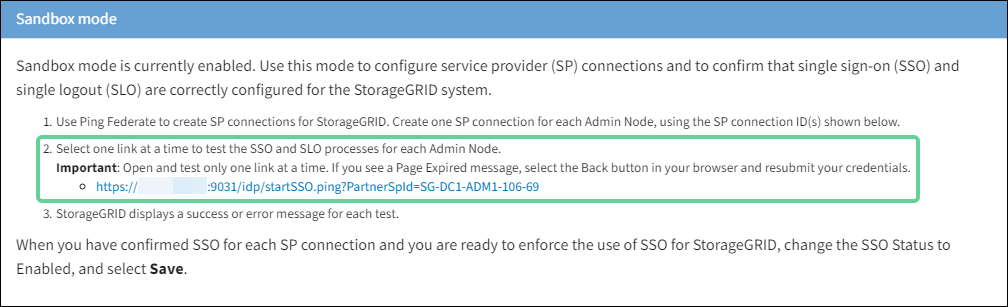 Sandbox mode
Sandbox mode is currently enabled. Use this mode to configure service provider (SP) connections and to confirm that single sign-on (SSO) and
single logout (SLO) are correctly configured for the StorageGRID system.
1. Use Ping Federate to create SP connections for StorageGRID. Create one SP connection for each Admin Node, using the SP connection ID(s) shown below.
2. Select one link at a time to test the SSO and SLO processes for each Admin Node.
Important: Open and test only one link at a time. If you see a Page Expired message, select the Back button in your browser and resubmit your credentials.
https:// :9031/idp/startSSO.ping?PartnerSpId=SG-DC1-ADM1-106-69
3. StorageGRID displays a success or error message for each test.
When you have confirmed SSO for each SP connection and you are ready to enforce the use of SSO for StorageGRID, change the SSO Status to
Enabled, and select Save.